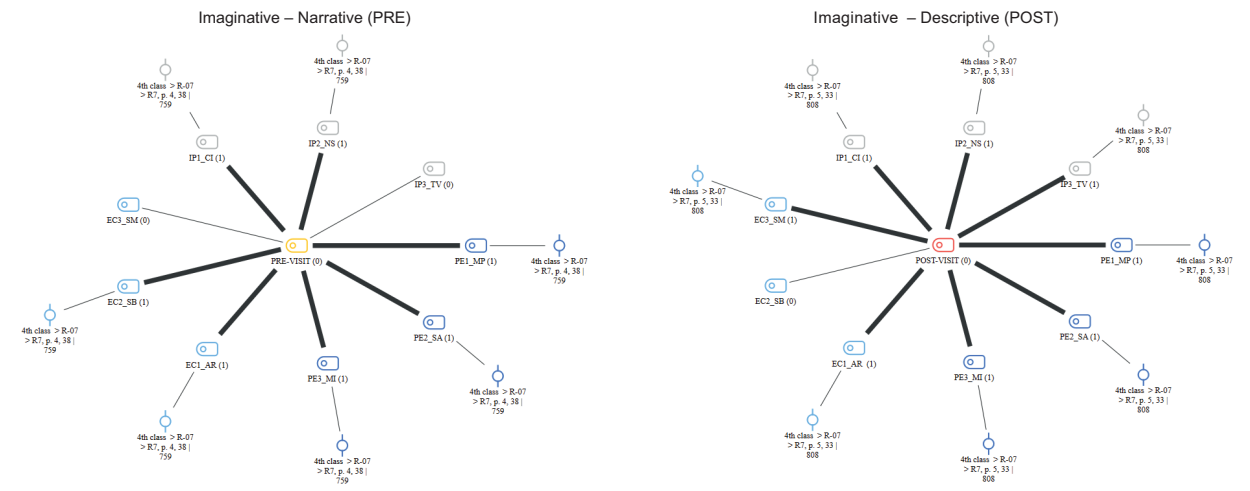 Imaginative – Narrative (PRE)
4th class > R-07
> R7, p. 4, 38 |
759
4th class > R-07
> R7, p. 4, 38 |
759
IP1_CI (1)
IP2_NS (1)
IP3_TV (0)
EC3_SM (0)
PRE-VISIT (0)
PE1_MP (1)
4th class > R-07
> R7, p. 4, 38 |
759
EC2_SB (1)
4th class > R-07
> R7, p. 4, 38 |
759
PE2_SA (1)
EC1_AR (1)
PE3_MI (1)
4th class > R-07
> R7, p. 4, 38 |
759
4th class > R-07
> R7, p. 4, 38 |
759
4th class > R-07
> R7, p. 4, 38 |
759
Imaginative – Descriptive (POST)
4th class > R-07
> R7, p. 5, 33 |
808
4th class > R-07
> R7, p. 5, 33 |
808
4th class > R-07
> R7, p. 5, 33 |
808
IP1_CI (1)
IP2_NS (1)
IP3_TV (1)
4th class > R-07
> R7, p. 5, 33 |
808
EC3_SM (1)
POST-VISIT (0)
PE1_MP (1)
4th class > R-07
> R7, p. 5, 33 |
808
EC2_SB (0)
PE2_SA (1)
EC1_AR (1)
PE3_MI (1)
4th class > R-07
> R7, p. 5, 33 |
808
4th class > R-07
> R7, p. 5, 33 |
808
4th class > R-07
> R7, p. 5, 33 |
808